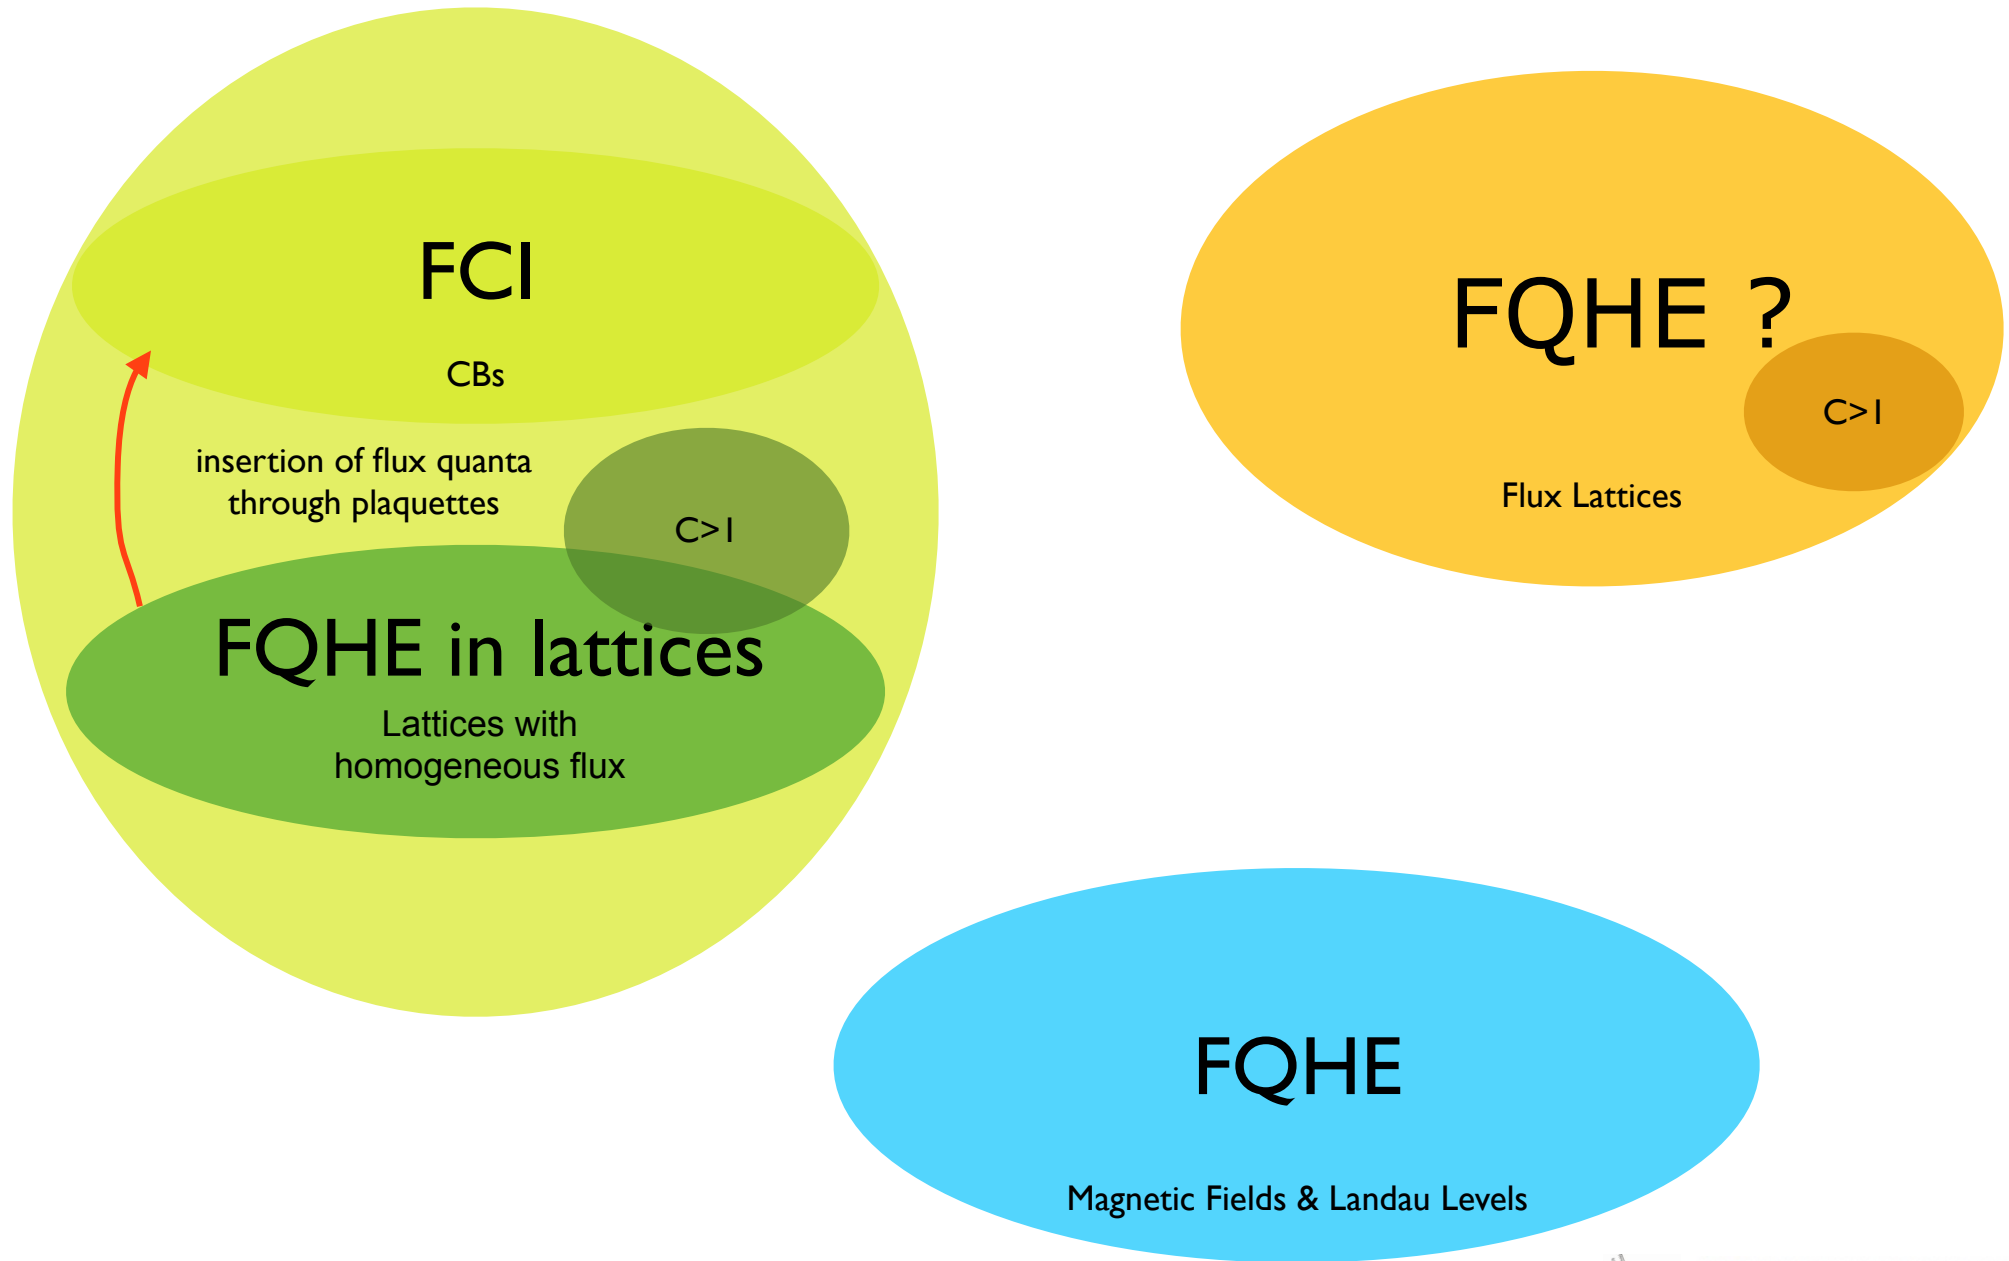 FCI
CBs
insertion of flux quanta
through plaquettes
C>1
FQHE in lattices
Lattices with
homogeneous flux
FQHE ?
C>1
Flux Lattices
FQHE
Magnetic Fields & Landau Levels